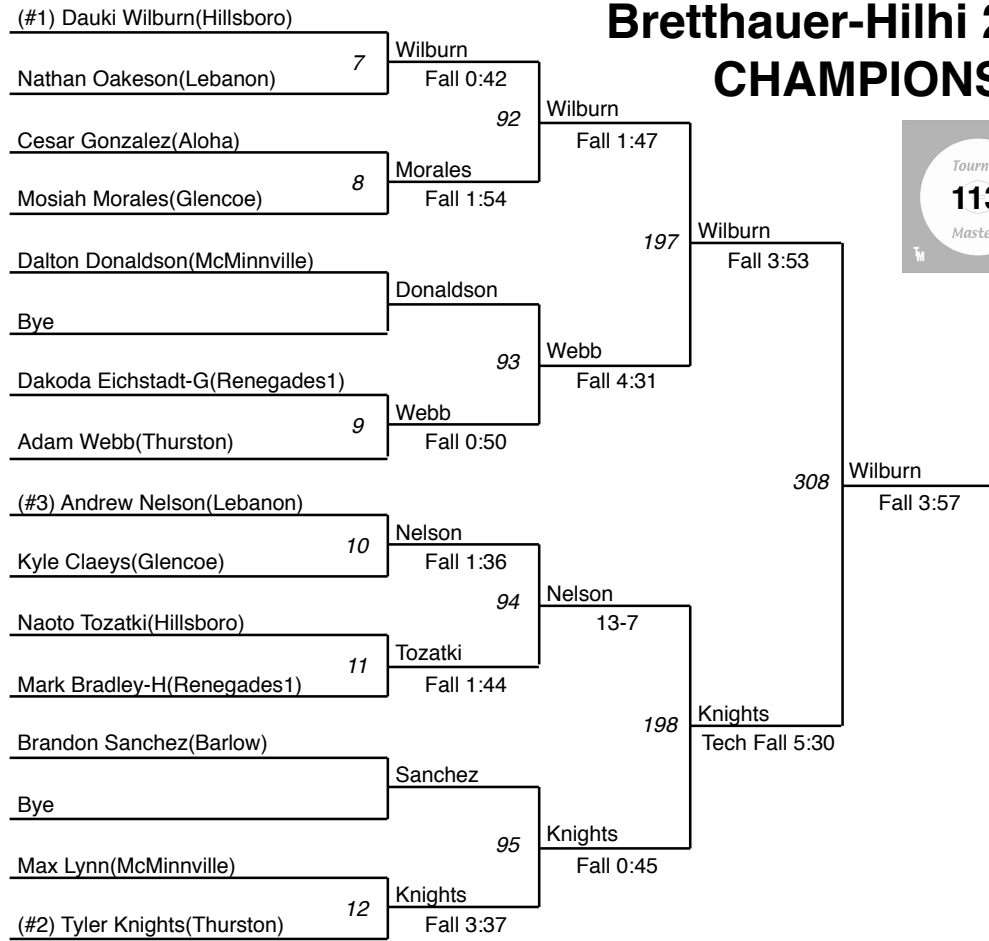 Bretthauer-Hilhi
CHAMPIONS
(#1) Dauki Wilburn(Hillsboro)
7
Nathan Oakeson(Lebanon)
Wilburn
Fall 0:42
92
Cesar Gonzalez(Aloha)
8
Mosiah Morales(Glencoe)
Morales
Fall 1:54
Wilburn
Fall 1:47
197
Dalton Donaldson(McMinnville)
Bye
Donaldson
93
Dakoda Eichstadt-G(Renegades1)
9
Adam Webb(Thurston)
Webb
Fall 0:50
Webb
Fall 4:31
Wilburn
Fall 3:53
308
(#3) Andrew Nelson(Lebanon)
10
Kyle Claeys(Glencoe)
Nelson
Fall 1:36
94
Naoto Tozatki(Hillsboro)
11
Mark Bradley-H(Renegades1)
Tozatki
Fall 1:44
Nelson
13-7
198
Brandon Sanchez(Barlow)
Bye
Sanchez
95
Max Lynn(McMinnville)
12
(#2) Tyler Knights(Thurston)
Knights
Fall 3:37
Knights
Fall 0:45
Knights
Tech Fall 5:30
Wilburn
Fall 3:57
Tourn
113
Maste
TM